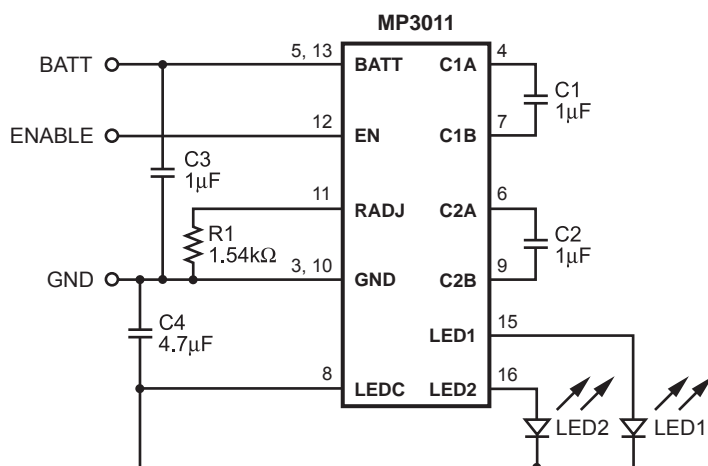 MP3011
BATT
5, 13
BATT
C1A
4
C1
1μF
ENABLE
12
EN
C1B
7
C3
1μF
11
RADJ
C2A
6
R1
1.54kΩ
C2
1μF
GND
3, 10
GND
C2B
9
C4
4.7μF
LED1
15
8
LEDC
LED2
16
LED2
LED1